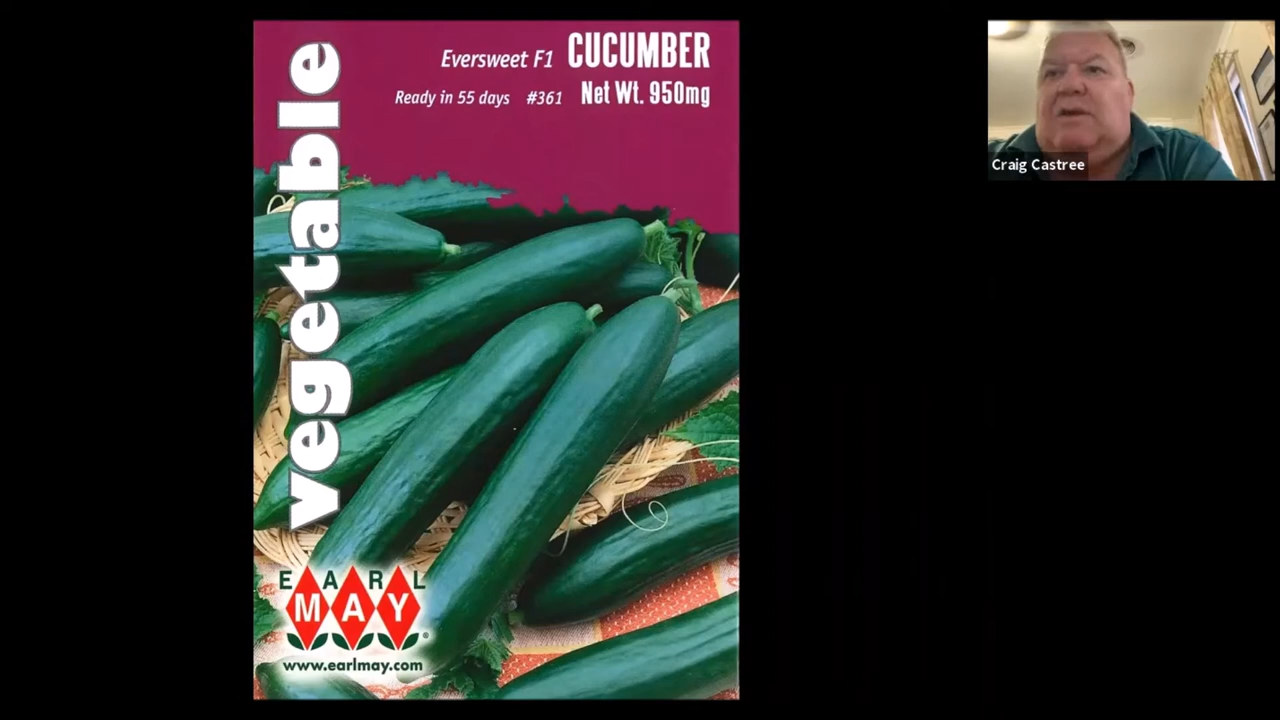 Eversweet F1 CUCUMBER
Ready in 55 days #361 Net Wt. 950mg
vegetable
EARL
MAY®
www.earlmay.com
Craig Castree